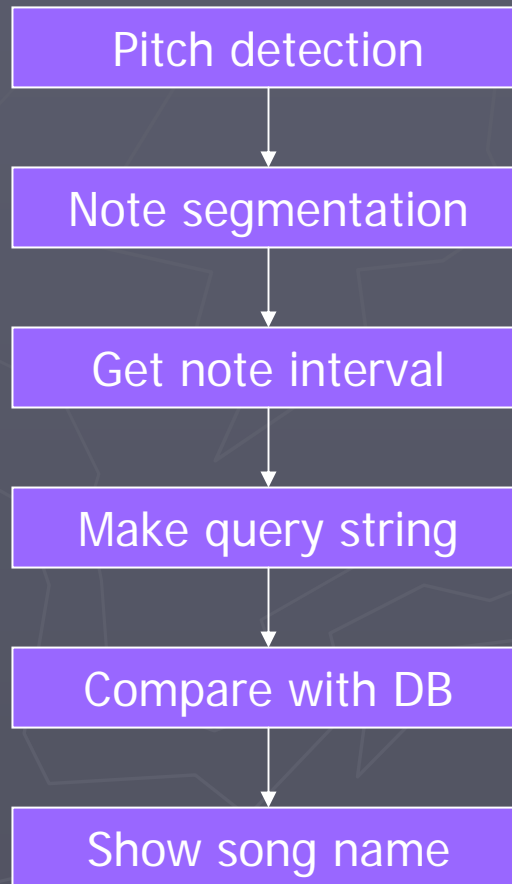 Pitch detection
Note segmentation
Get note interval
Make query string
Compare with DB
Show song name